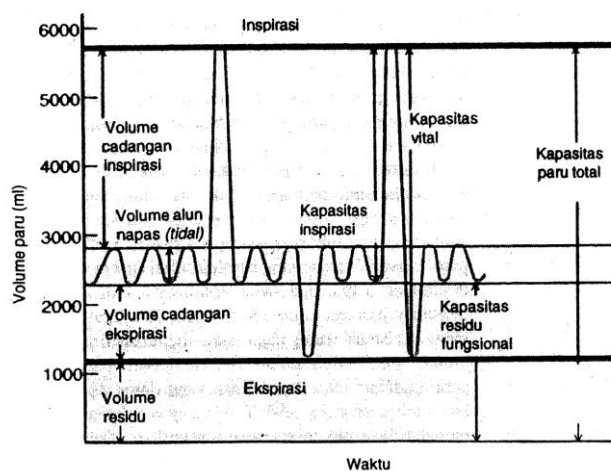 Inspirasi
6000
5000
4000
3000
2000
1000
Volume paru (ml)
Volume
cadangan
inspirasi
Volume alun
napas (tidal)
Kapasitas
inspirasi
Kapasitas
vital
Kapasitas
paru total
Volume cadangan
ekspirasi
Kapasitas
residu
fungsional
Volume
residu
Ekspirasi
Waktu